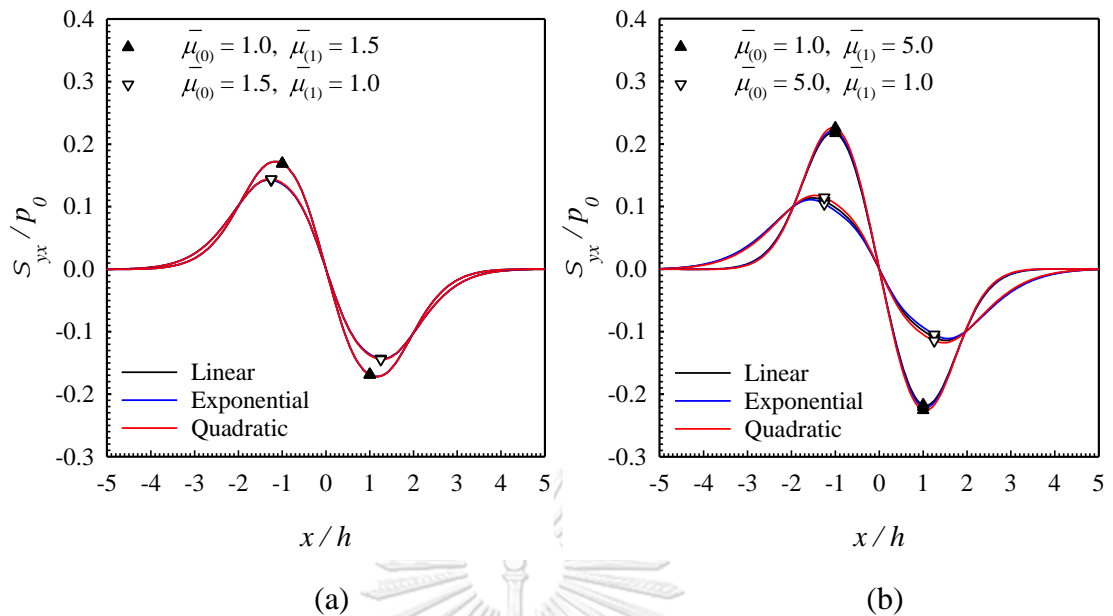 0.4
0.3
0.2
0.1
0.0
-0.1
-0.2
-0.3
-5 -4 -3 -2 -1 0 1 2 3 4 5
s_yx / p_0
x / h
μ̄_(0) = 1.0, μ̄_(1) = 1.5
μ̄_(0) = 1.5, μ̄_(1) = 1.0
Linear
Exponential
Quadratic
(a)
0.4
0.3
0.2
0.1
0.0
-0.1
-0.2
-0.3
-5 -4 -3 -2 -1 0 1 2 3 4 5
s_yx / p_0
x / h
μ̄_(0) = 1.0, μ̄_(1) = 5.0
μ̄_(0) = 5.0, μ̄_(1) = 1.0
Linear
Exponential
Quadratic
(b)